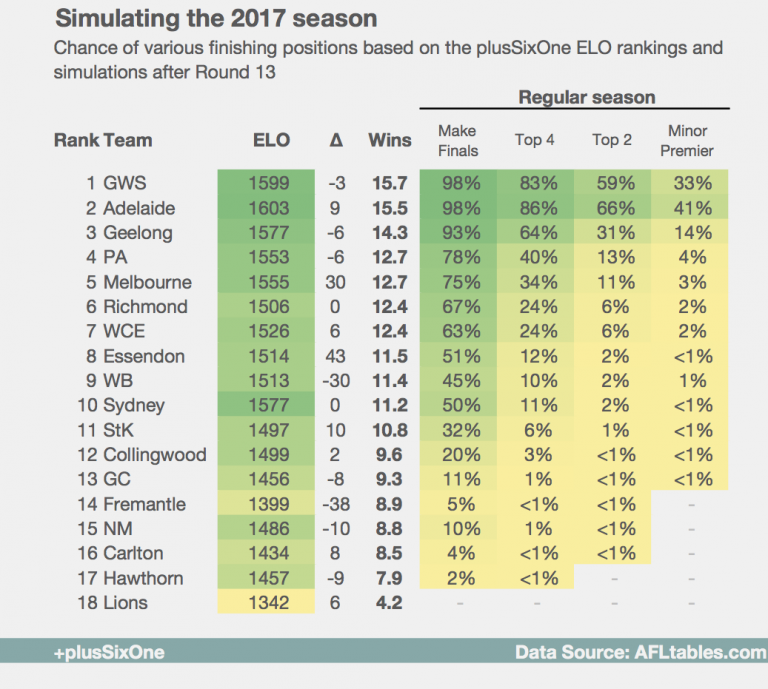 Simulating the 2017 season
Chance of various finishing positions based on the plusSixOne ELO rankings and
simulations after Round 13
Regular season
Rank Team ELO Δ Wins Make Finals Top 4 Top 2 Minor Premier
1 GWS 1599 -3 15.7 98% 83% 59% 33%
2 Adelaide 1603 9 15.5 98% 86% 66% 41%
3 Geelong 1577 -6 14.3 93% 64% 31% 14%
4 PA 1553 -6 12.7 78% 40% 13% 4%
5 Melbourne 1555 30 12.7 75% 34% 11% 3%
6 Richmond 1506 0 12.4 67% 24% 6% 2%
7 WCE 1526 6 12.4 63% 24% 6% 2%
8 Essendon 1514 43 11.5 51% 12% 2% <1%
9 WB 1513 -30 11.4 45% 10% 2% 1%
10 Sydney 1577 0 11.2 50% 11% 2% <1%
11 StK 1497 10 10.8 32% 6% 1% <1%
12 Collingwood 1499 2 9.6 20% 3% <1% <1%
13 GC 1456 -8 9.3 11% 1% <1% <1%
14 Fremantle 1399 -38 8.9 5% <1% <1% -
15 NM 1486 -10 8.8 10% 1% <1% -
16 Carlton 1434 8 8.5 4% <1% <1% -
17 Hawthorn 1457 -9 7.9 2% <1% - -
18 Lions 1342 6 4.2 - - - -
+plusSixOne Data Source: AFLtables.com